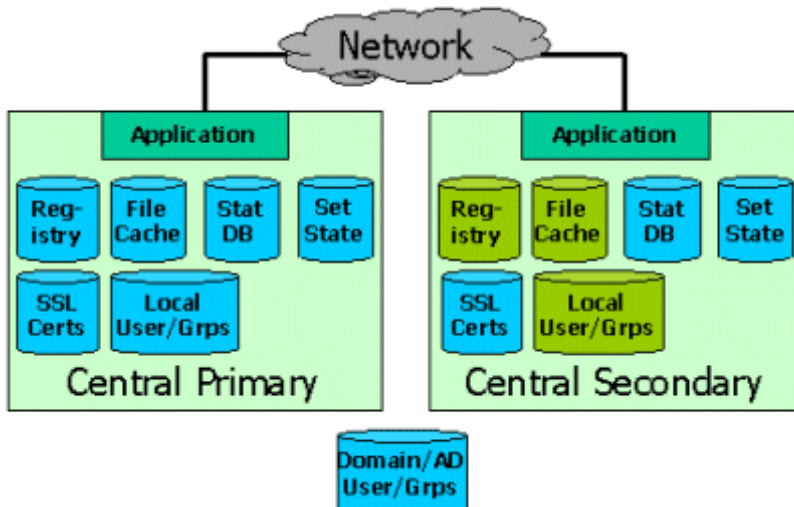 Network
Application
Application
Reg-
istry
File
Cache
Stat
DB
Set
State
Reg-
istry
File
Cache
Stat
DB
Set
State
SSL
Certs
Local
User/Grps
SSL
Certs
Local
User/Grps
Central Primary
Central Secondary
Domain/AD
User/Grps